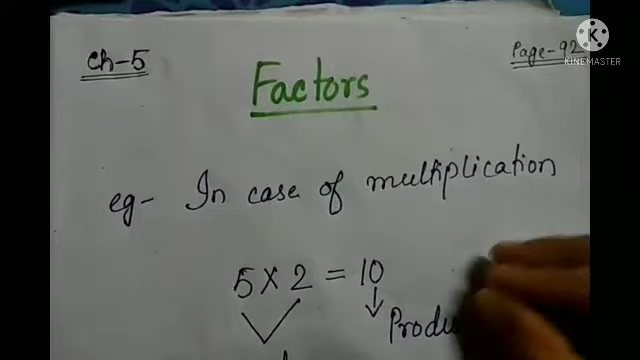 Ch-5
Page-92
KINEMASTER
Factors
eg- In case of multiplication
5 × 2 = 10